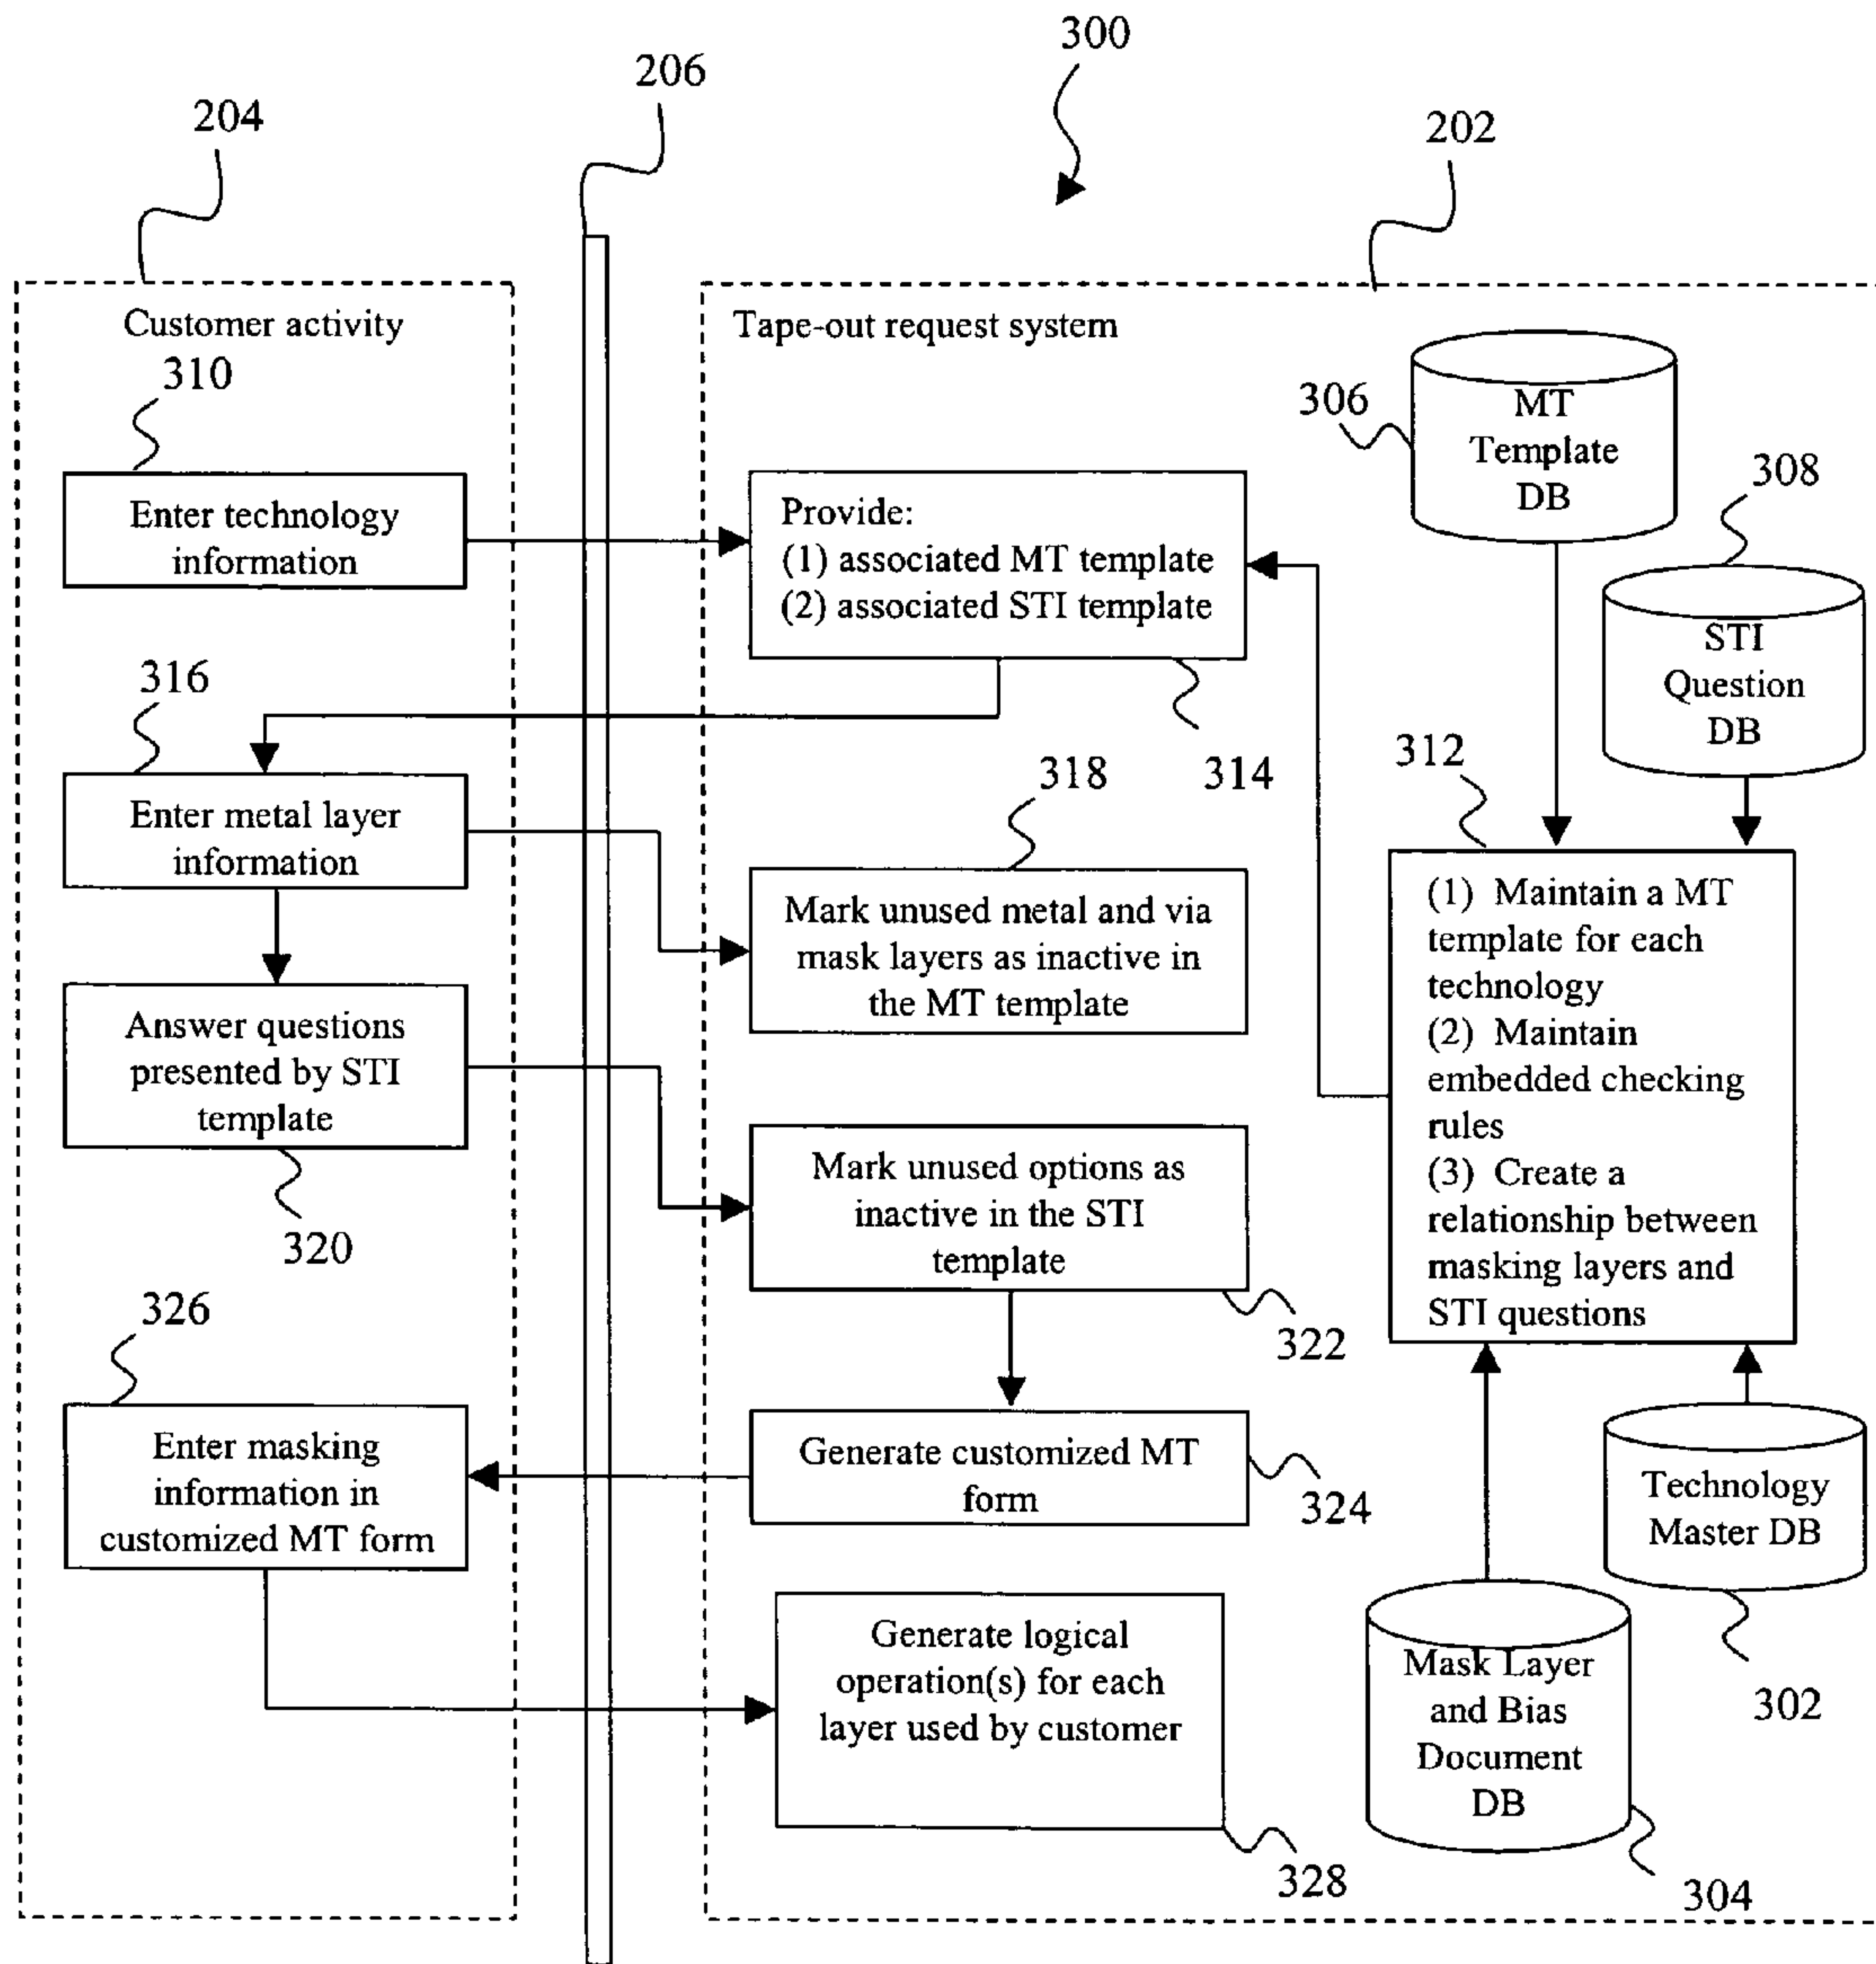 300
206
204
202
Customer activity
Tape-out request system
310
306
MT
Template
DB
308
Enter technology
information
Provide:
(1) associated MT template
(2) associated STI template
STI
Question
DB
316
314
312
318
Enter metal layer
information
Mark unused metal and via
mask layers as inactive in
the MT template
(1) Maintain a MT
template for each
technology
(2) Maintain
embedded checking
rules
(3) Create a
relationship between
masking layers and
STI questions
Answer questions
presented by STI
template
320
Mark unused options as
inactive in the STI
template
322
326
Enter masking
information in
customized MT form
Generate customized MT
form
324
Technology
Master DB
302
Generate logical
operation(s) for each
layer used by customer
328
Mask Layer
and Bias
Document
DB
304